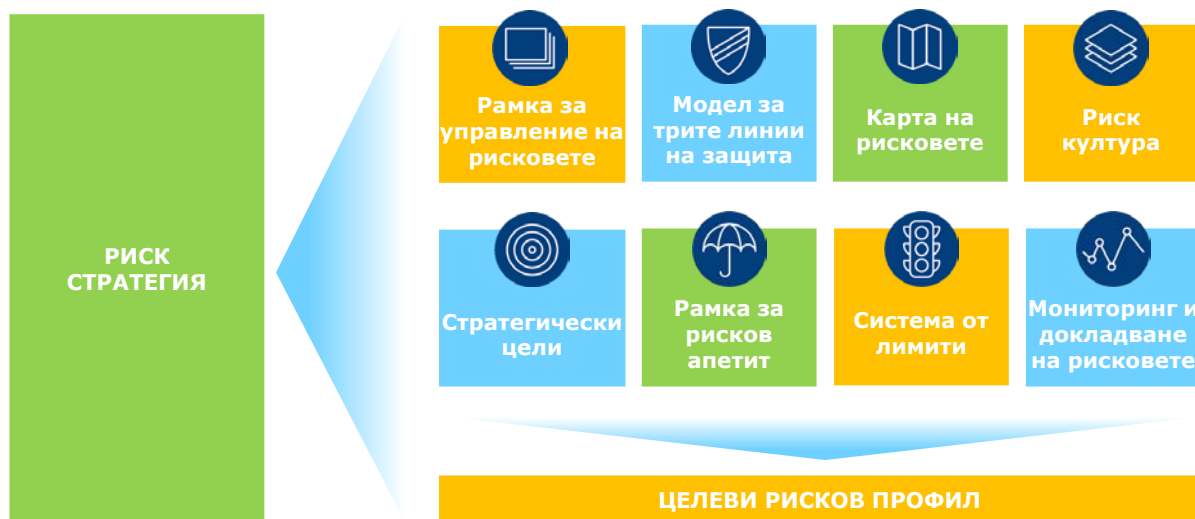 РИСК
СТРАТЕГИЯ
Рамка за
управление на
рисковете
Модел за
трите линии
на защита
Карта на
рисковете
Риск
култура
Стратегически
цели
Рамка за
рисков
апетит
Система от
лимити
Мониторинг и
докладване
на рисковете
ЦЕЛЕВИ РИСКОВ ПРОФИЛ